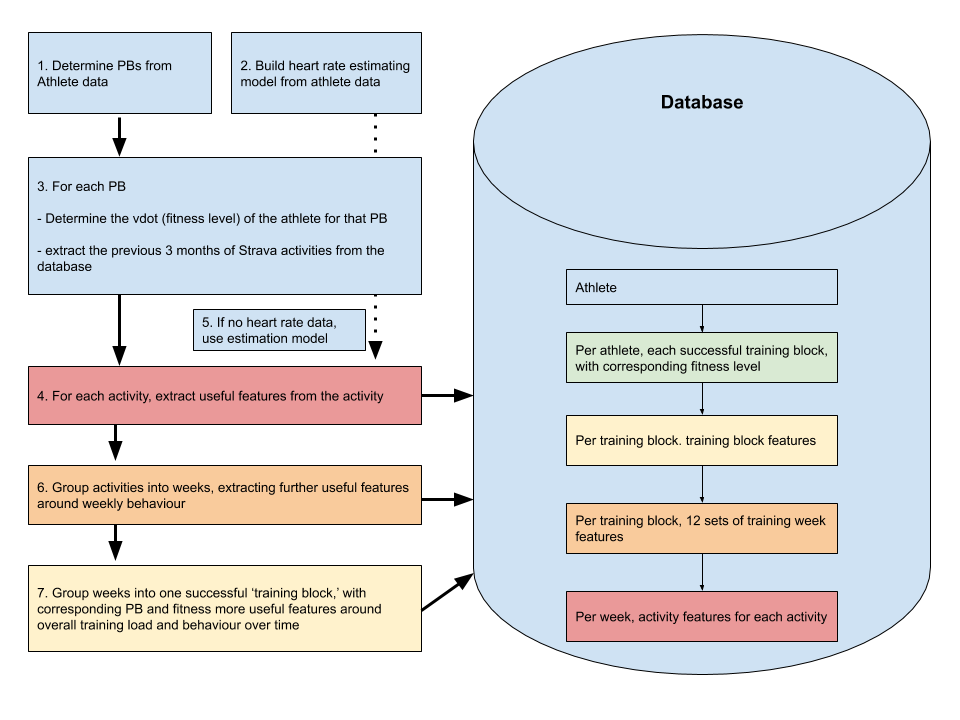 1. Determine PBs from
Athlete data
2. Build heart rate estimating
model from athlete data
3. For each PB
- Determine the vdot (fitness level) of the athlete for that PB
- extract the previous 3 months of Strava activities from the
database
5. If no heart rate data,
use estimation model
4. For each activity, extract useful features from the activity
6. Group activities into weeks, extracting further useful features
around weekly behaviour
7. Group weeks into one successful ‘training block,’ with
corresponding PB and fitness more useful features around
overall training load and behaviour over time
Database
Athlete
Per athlete, each successful training block,
with corresponding fitness level
Per training block. training block features
Per training block, 12 sets of training week
features
Per week, activity features for each activity